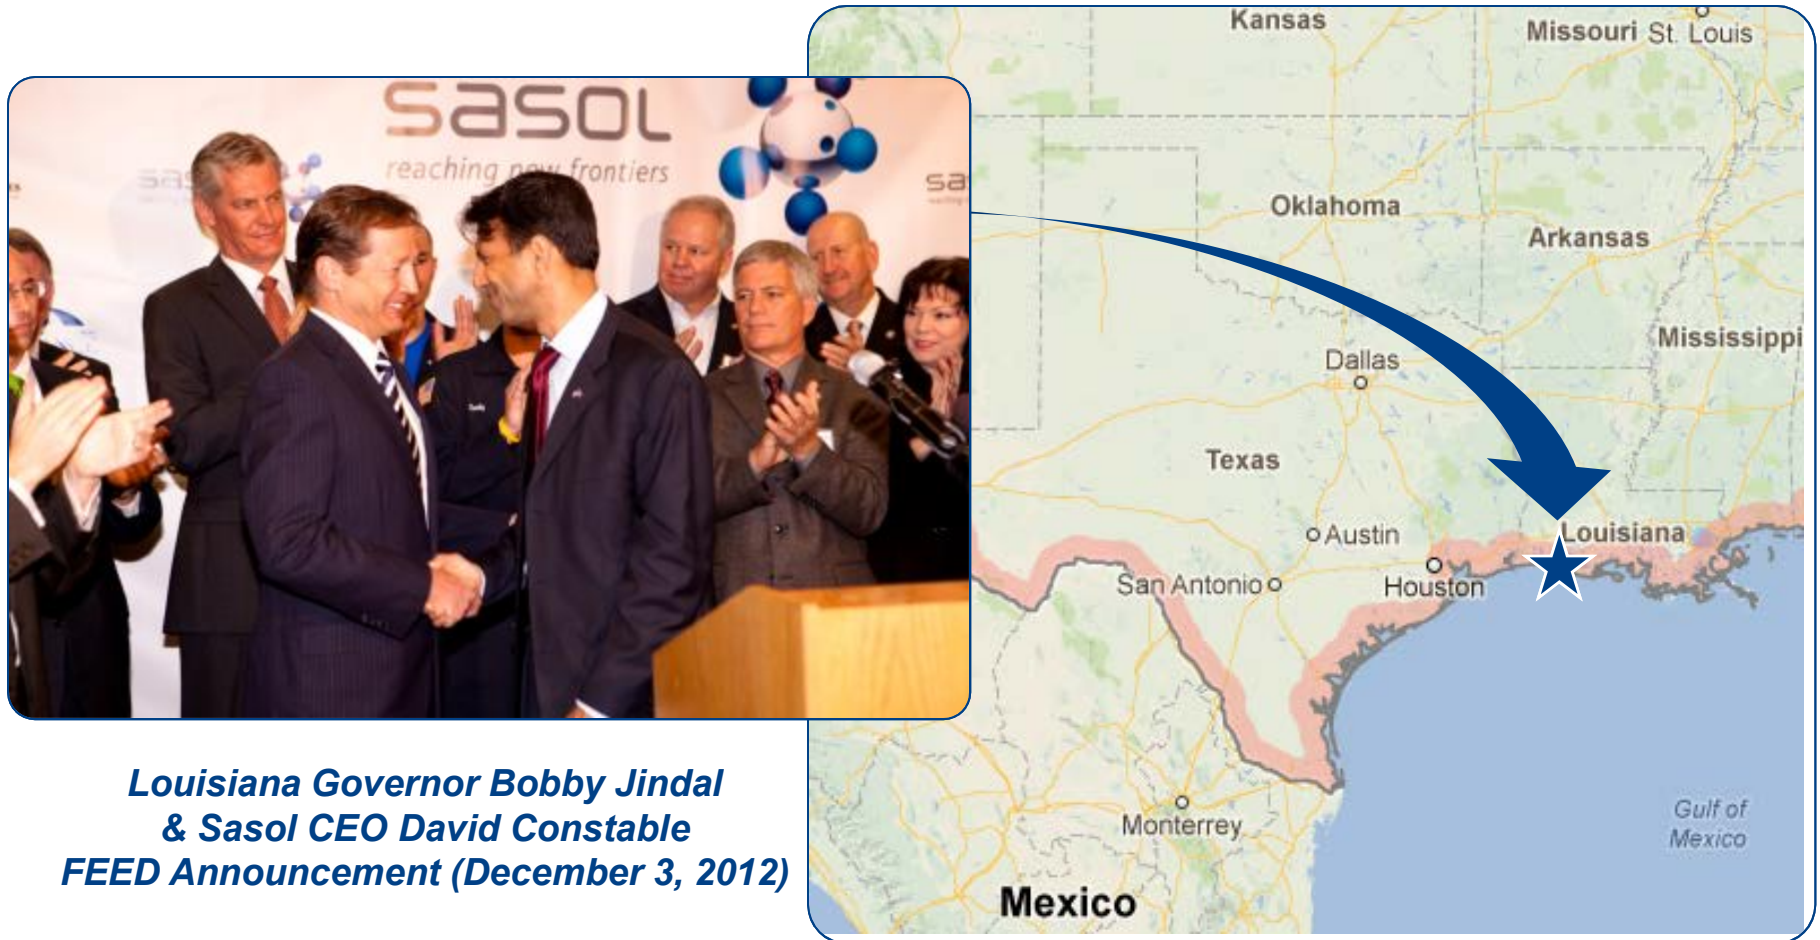 sasol
reaching new frontiers
Louisiana Governor Bobby Jindal
& Sasol CEO David Constable
FEED Announcement (December 3, 2012)
Kansas
Missouri
St. Louis
Oklahoma
Arkansas
Mississippi
Dallas
Texas
Austin
Louisiana
San Antonio
Houston
Monterrey
Gulf of
Mexico
Mexico